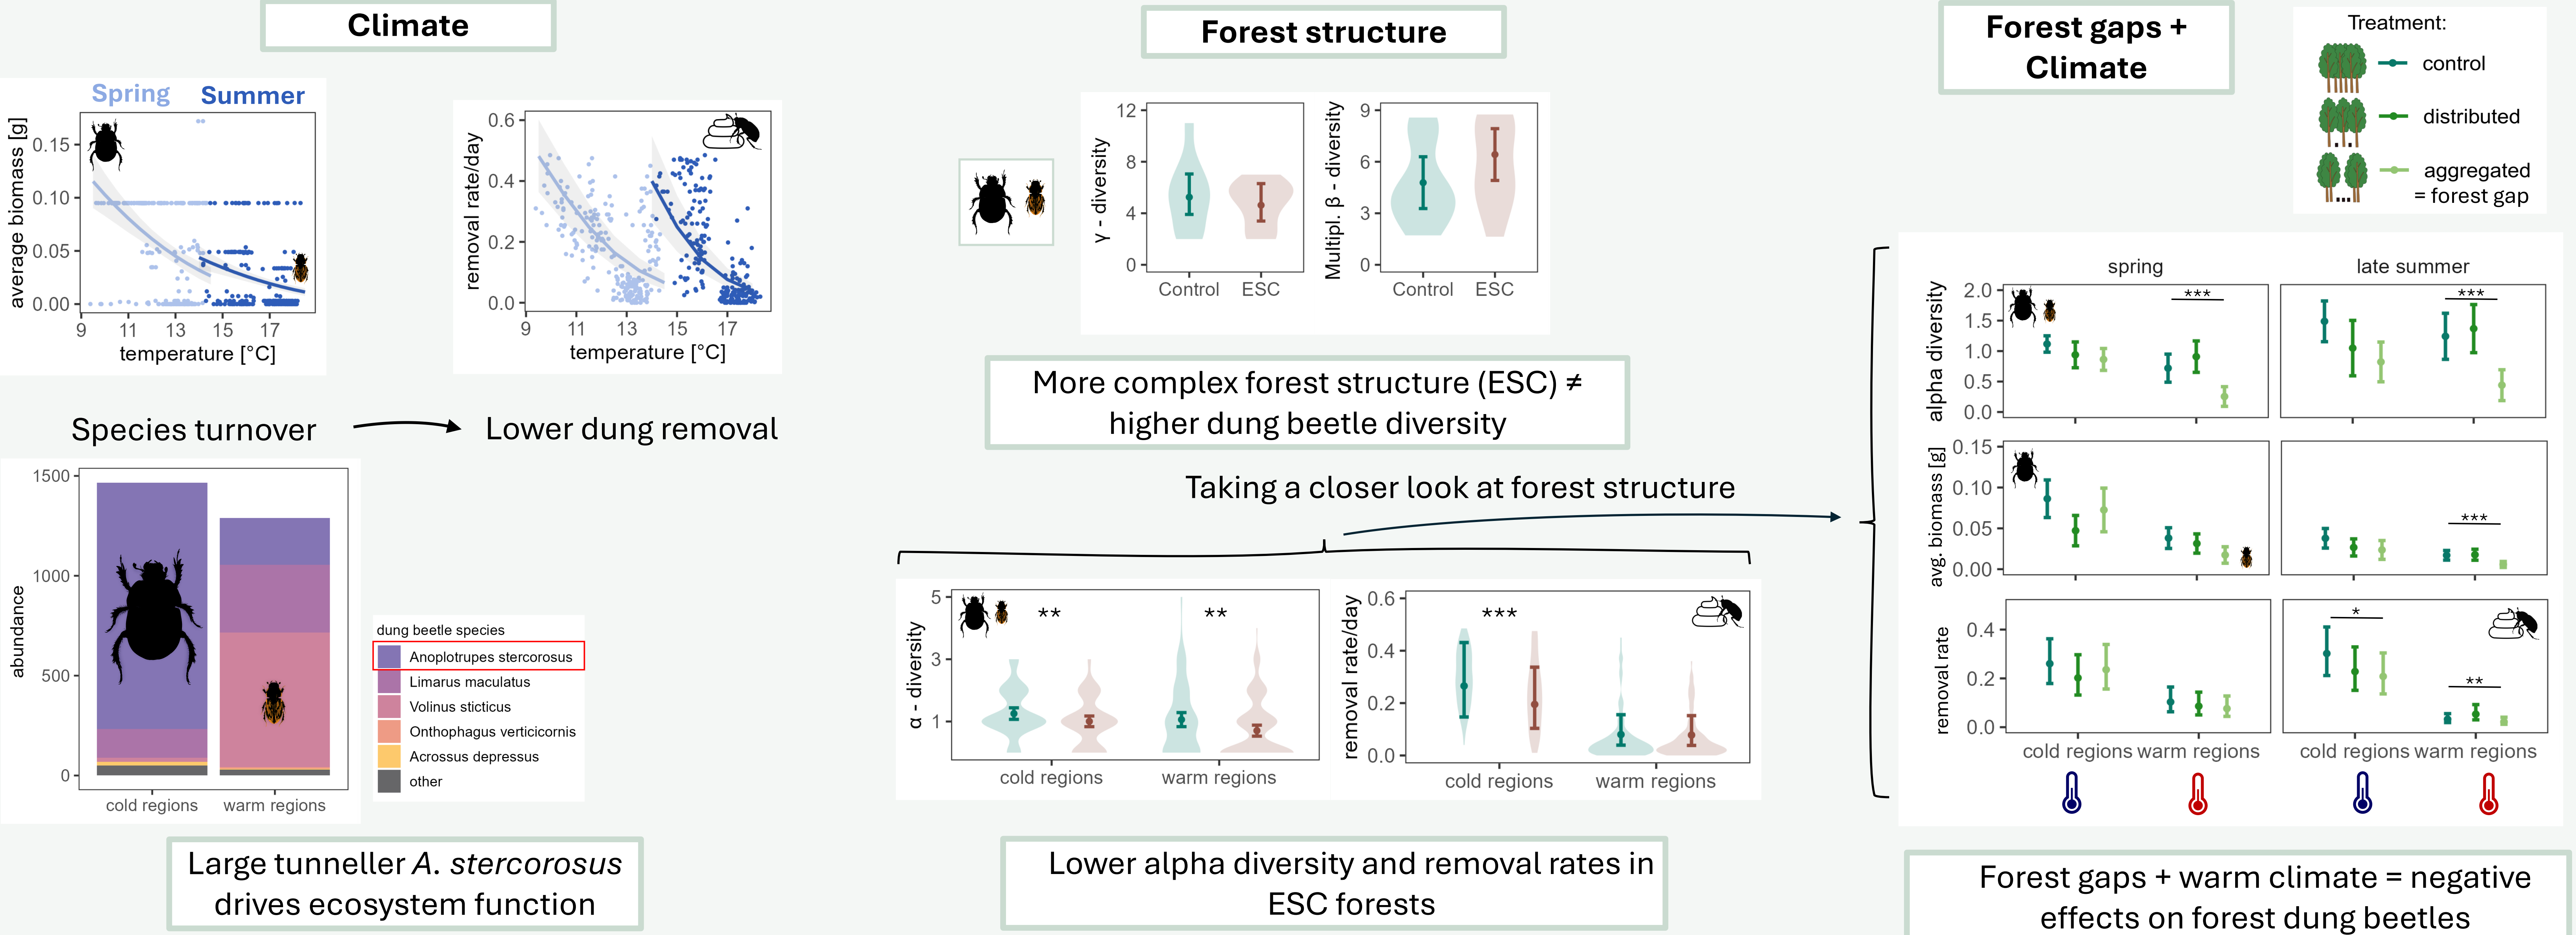 Climate
Spring Summer
average biomass [g]
0.15
0.10
0.05
0.00
9 11 13 15 17
temperature [°C]
removal rate/day
0.6
0.4
0.2
0.0
9 11 13 15 17
temperature [°C]
Species turnover
Lower dung removal
abundance
1500
1000
500
0
cold regions warm regions
dung beetle species
Anoplotrupes stercorosus
Limarus maculatus
Volinus sticticus
Onthophagus verticicornis
Acrossus depressus
other
Large tunneller A. stercorosus
drives ecosystem function
Forest structure
γ - diversity
12
8
4
0
Control ESC
Multipl. β - diversity
9
6
3
0
Control ESC
More complex forest structure (ESC) ≠
higher dung beetle diversity
Taking a closer look at forest structure
α - diversity
5
3
1
** **
cold regions warm regions
removal rate/day
0.6
0.4
0.2
0.0
***
cold regions warm regions
Lower alpha diversity and removal rates in
ESC forests
Forest gaps +
Climate
Treatment:
control
distributed
aggregated
= forest gap
spring late summer
alpha diversity
2.0
1.5
1.0
0.5
0.0
*** ***
avg. biomass [g]
0.15
0.10
0.05
0.00
***
removal rate
0.4
0.2
0.0
*
**
cold regions warm regions cold regions warm regions
Forest gaps + warm climate = negative
effects on forest dung beetles